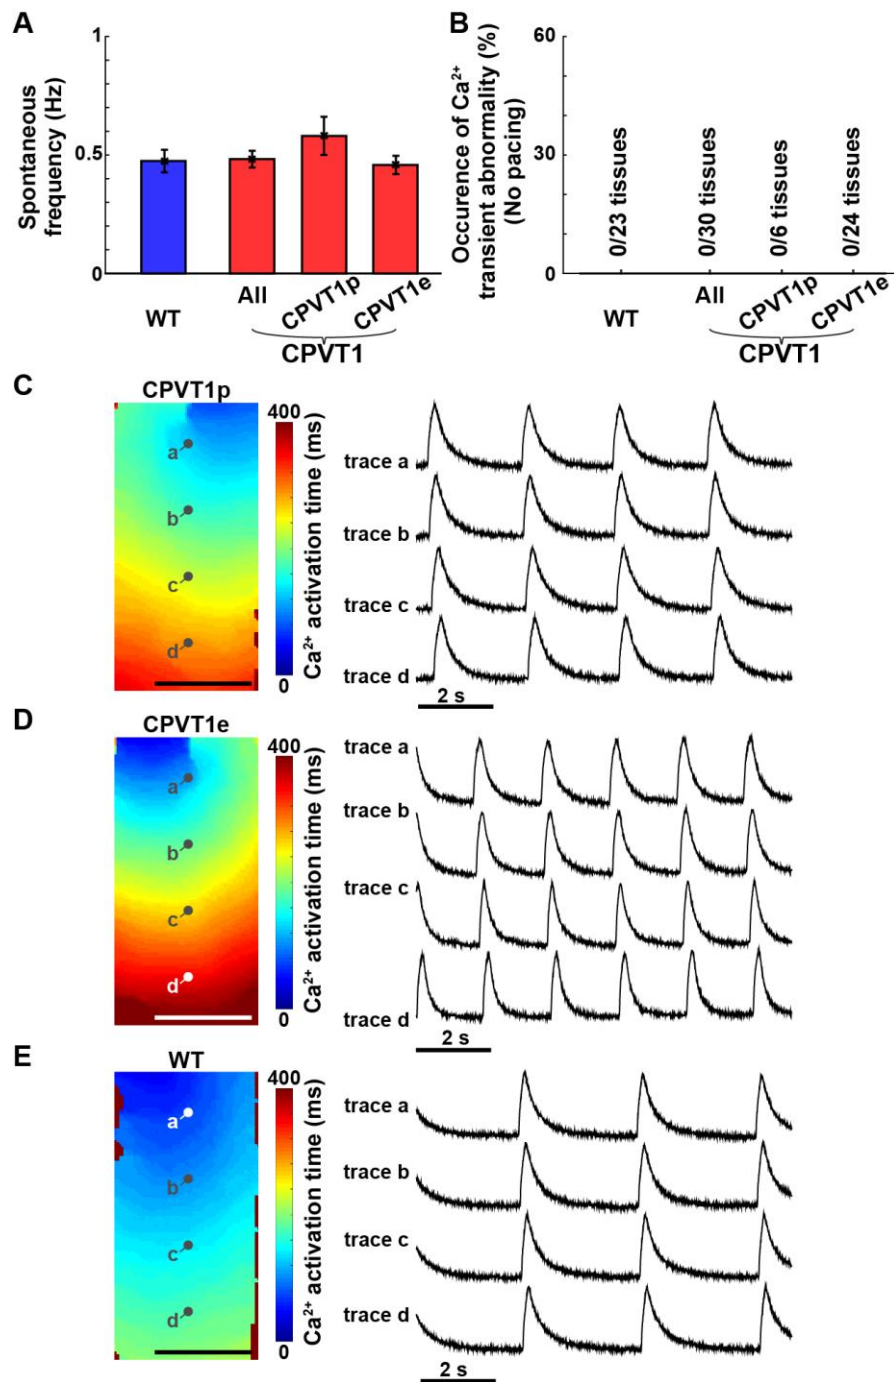 A
Spontaneous
frequency (Hz)
1
0.5
0
WT
All
CPVT1p
CPVT1e
CPVT1
B
Occurence of Ca²⁺
transient abnormality (%)
(No pacing)
60
30
0
0/23 tissues
0/30 tissues
0/6 tissues
0/24 tissues
WT
All
CPVT1p
CPVT1e
CPVT1
C
CPVT1p
a
b
c
d
400
0
Ca²⁺ activation time (ms)
trace a
trace b
trace c
trace d
2 s
D
CPVT1e
a
b
c
d
400
0
Ca²⁺ activation time (ms)
trace a
trace b
trace c
trace d
2 s
E
WT
a
b
c
d
400
0
Ca²⁺ activation time (ms)
trace a
trace b
trace c
trace d
2 s